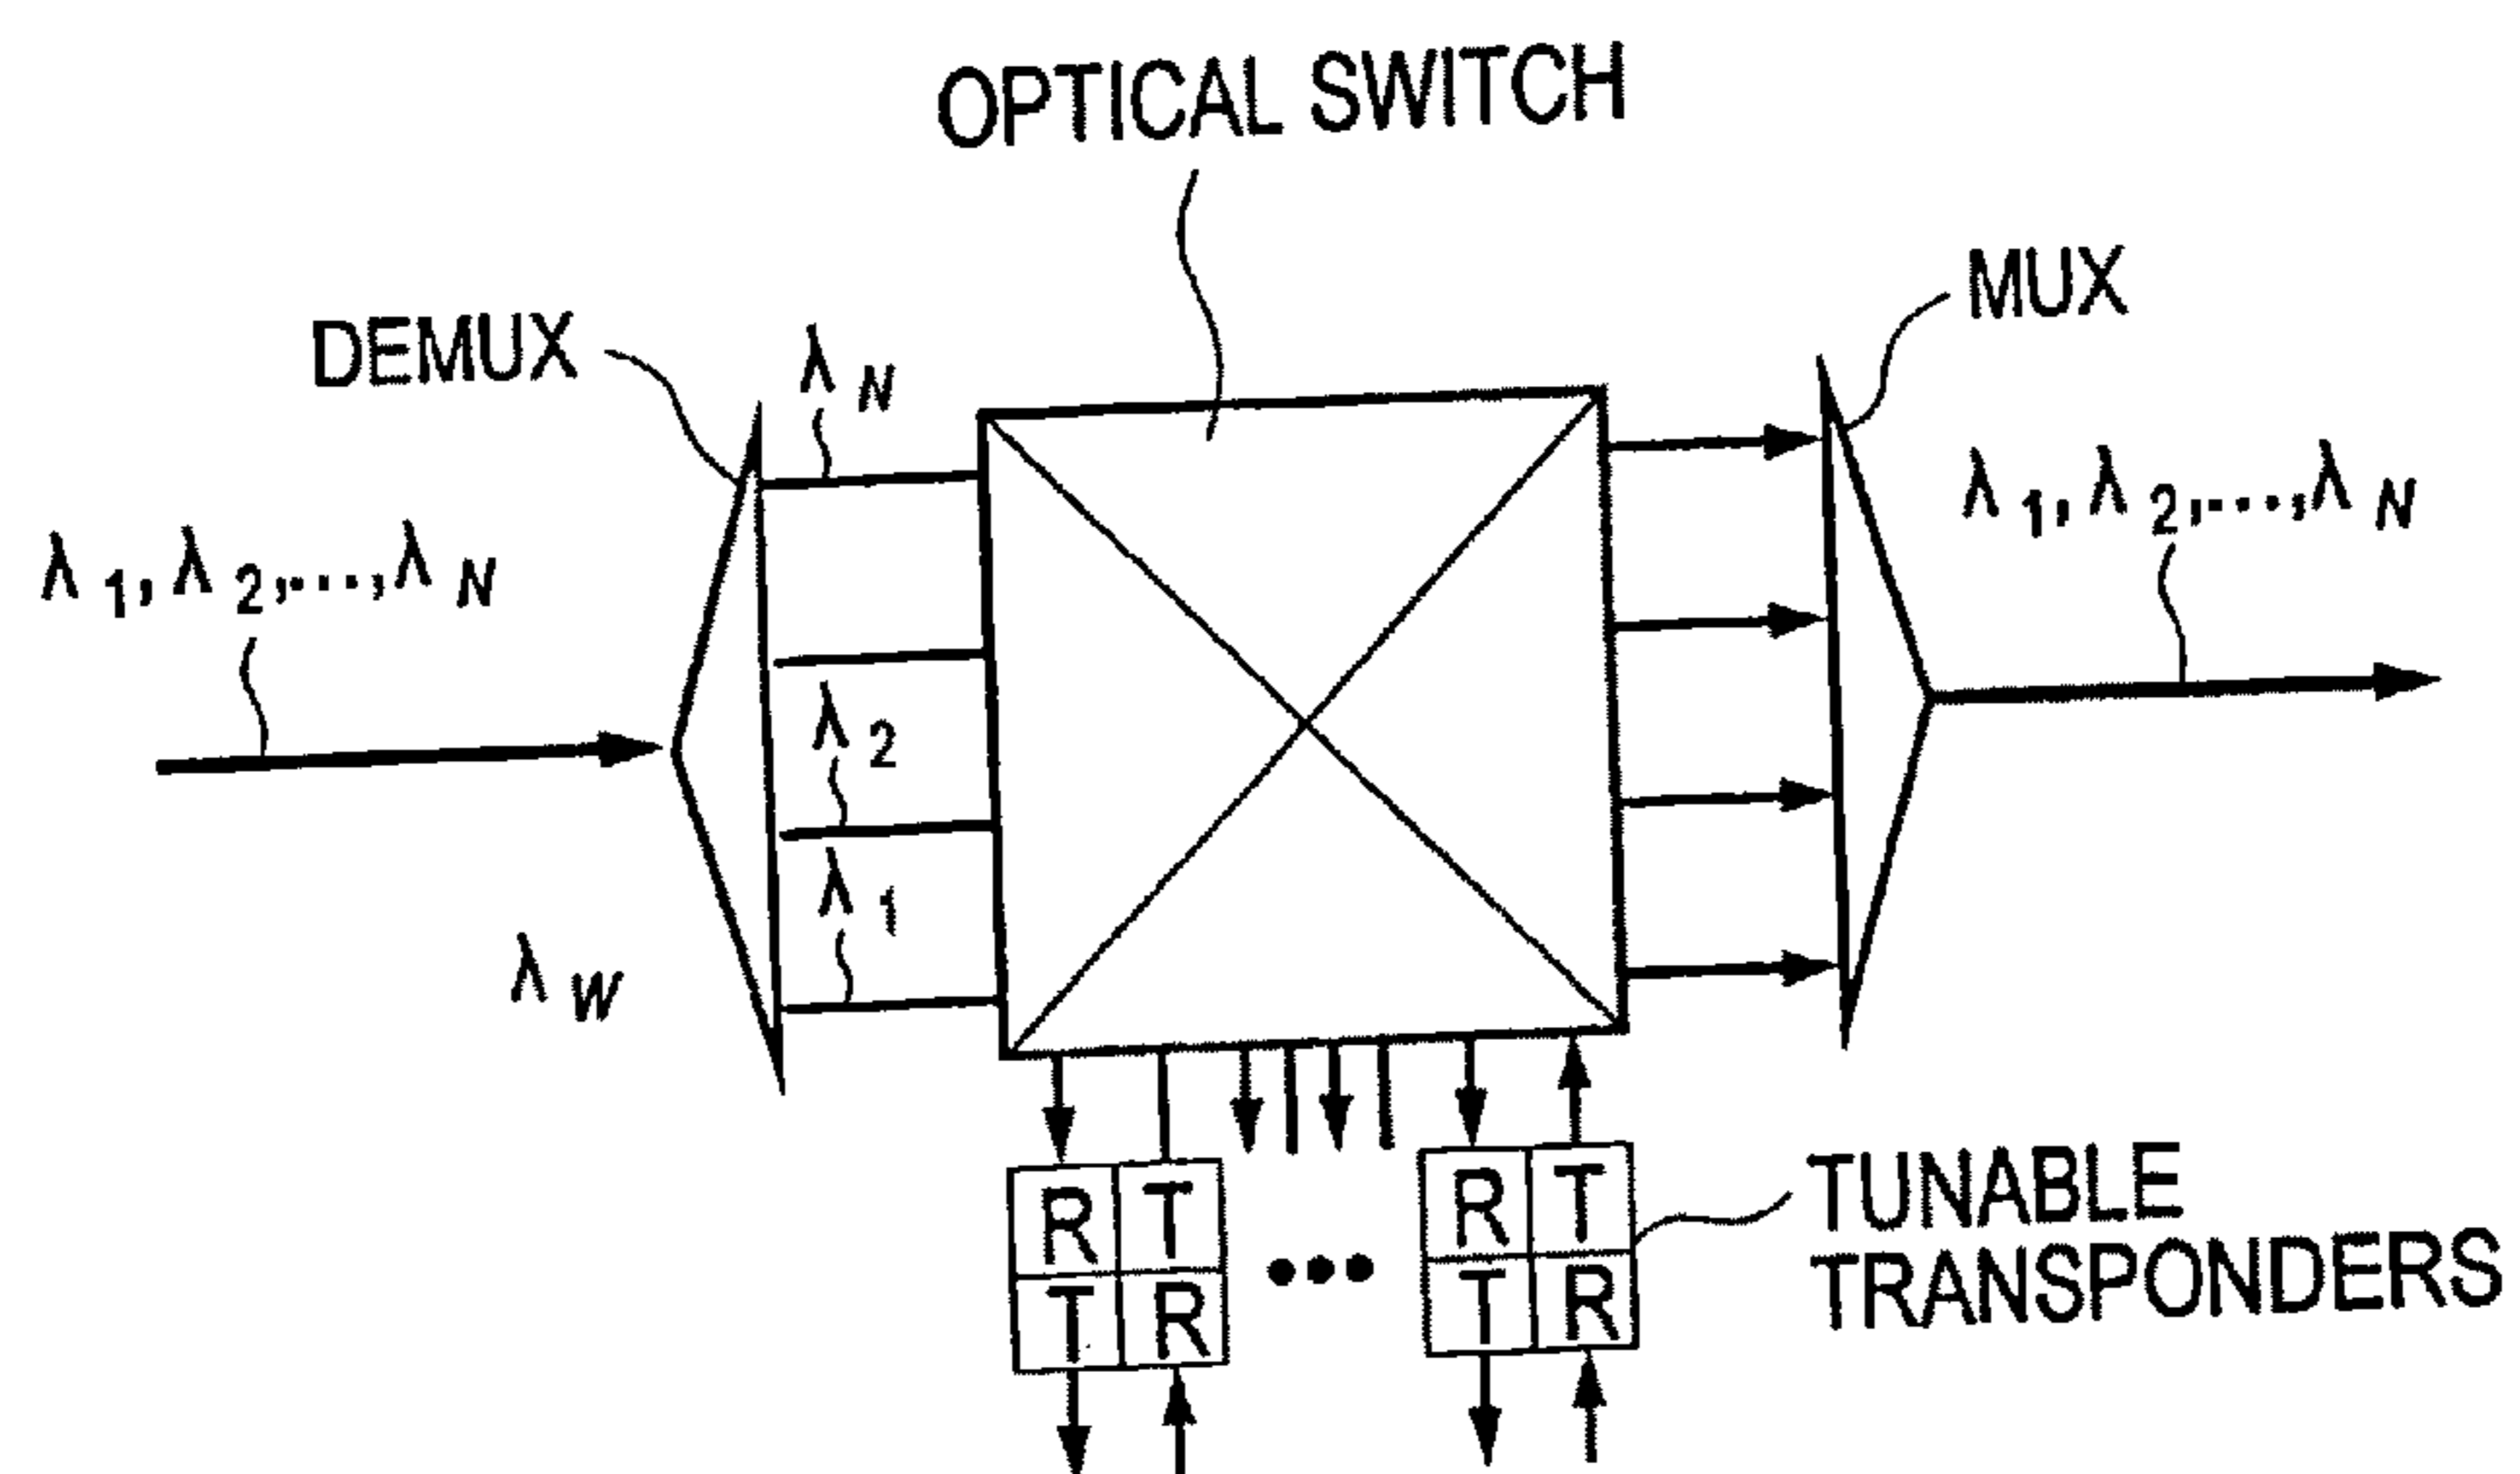 OPTICAL SWITCH
MUX
DEMUX
λ N
λ 1, λ 2,..., λ N
λ 1, λ 2,..., λ N
λ 2
λ 1
λ W
R T
T R
•••
R T
T R
TUNABLE
TRANSPONDERS